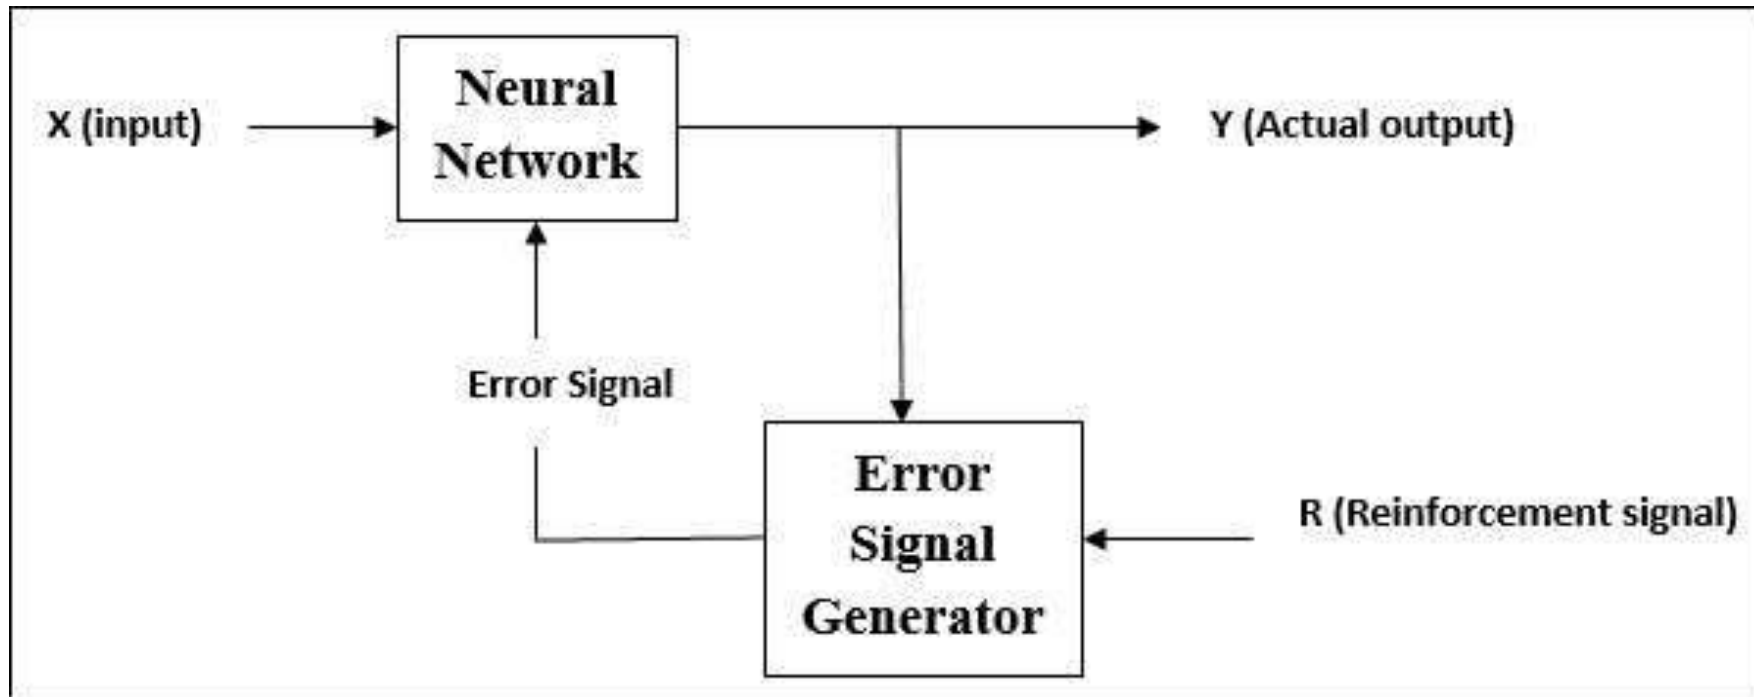 Neural
Network
X (input)
Y (Actual output)
Error Signal
Error
Signal
Generator
R (Reinforcement signal)